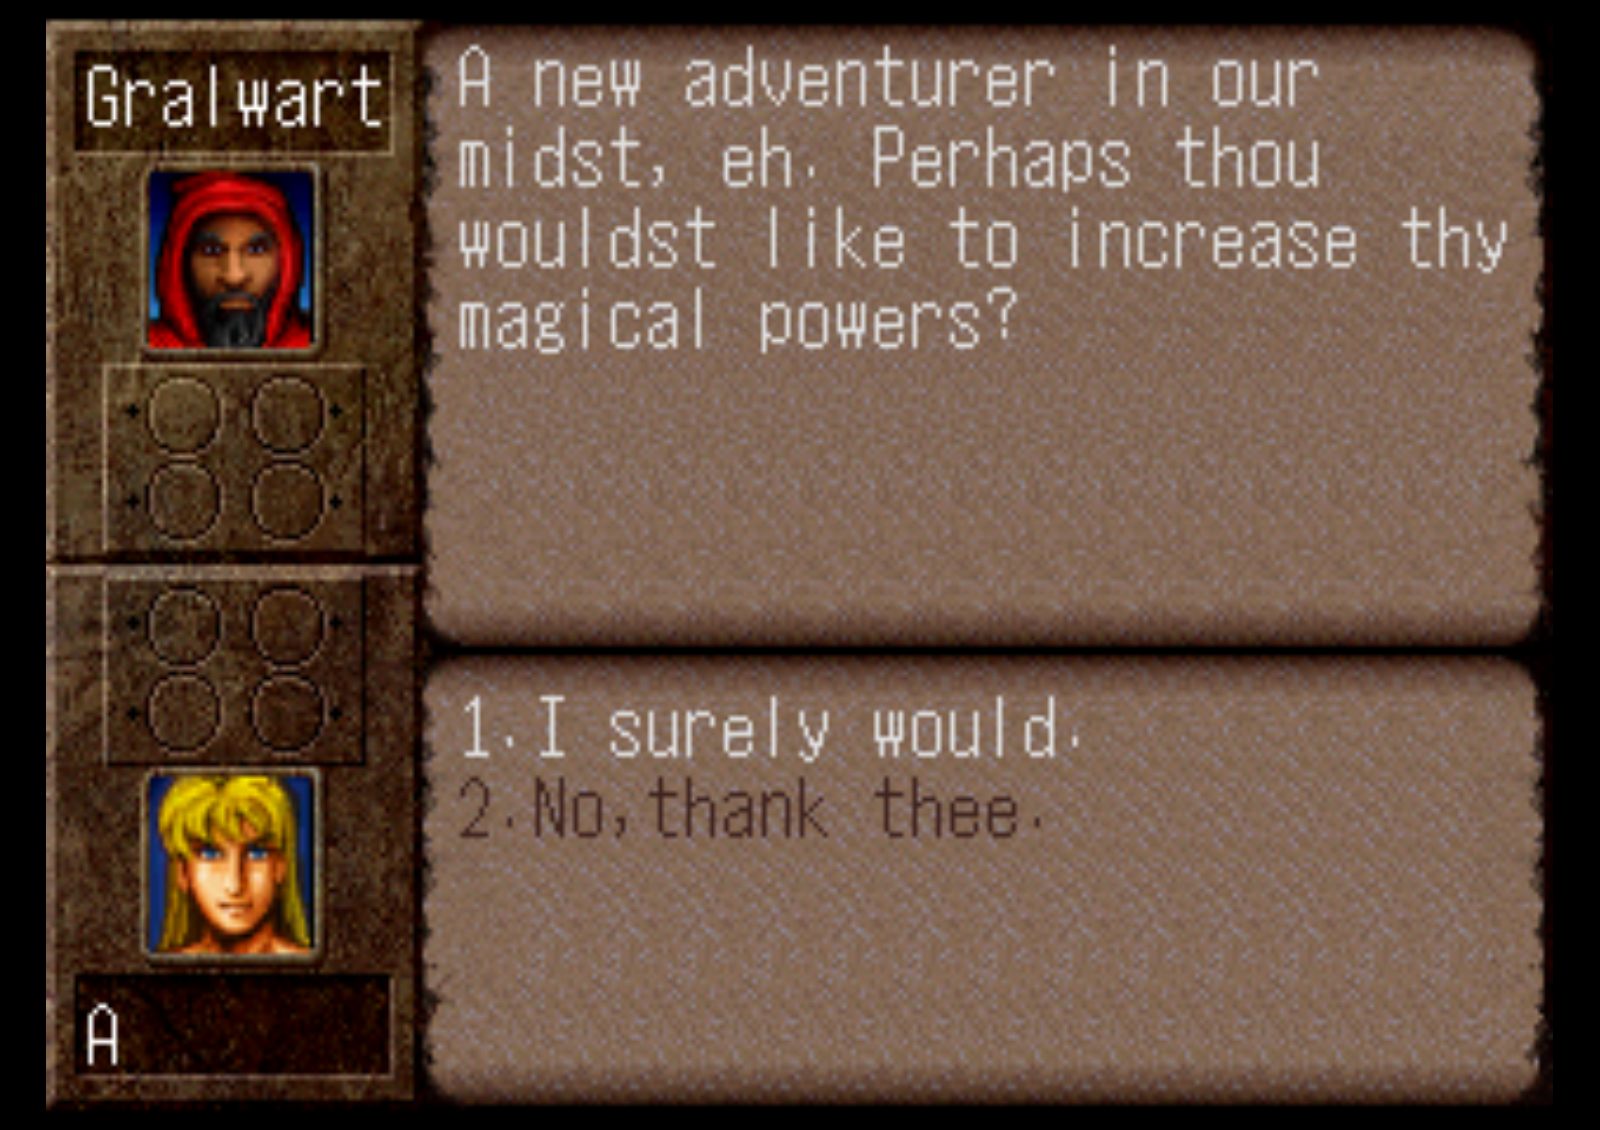 Gralwart
A new adventurer in our
midst, eh. Perhaps thou
wouldst like to increase thy
magical powers?
1.I surely would.
2.No,thank thee.
A